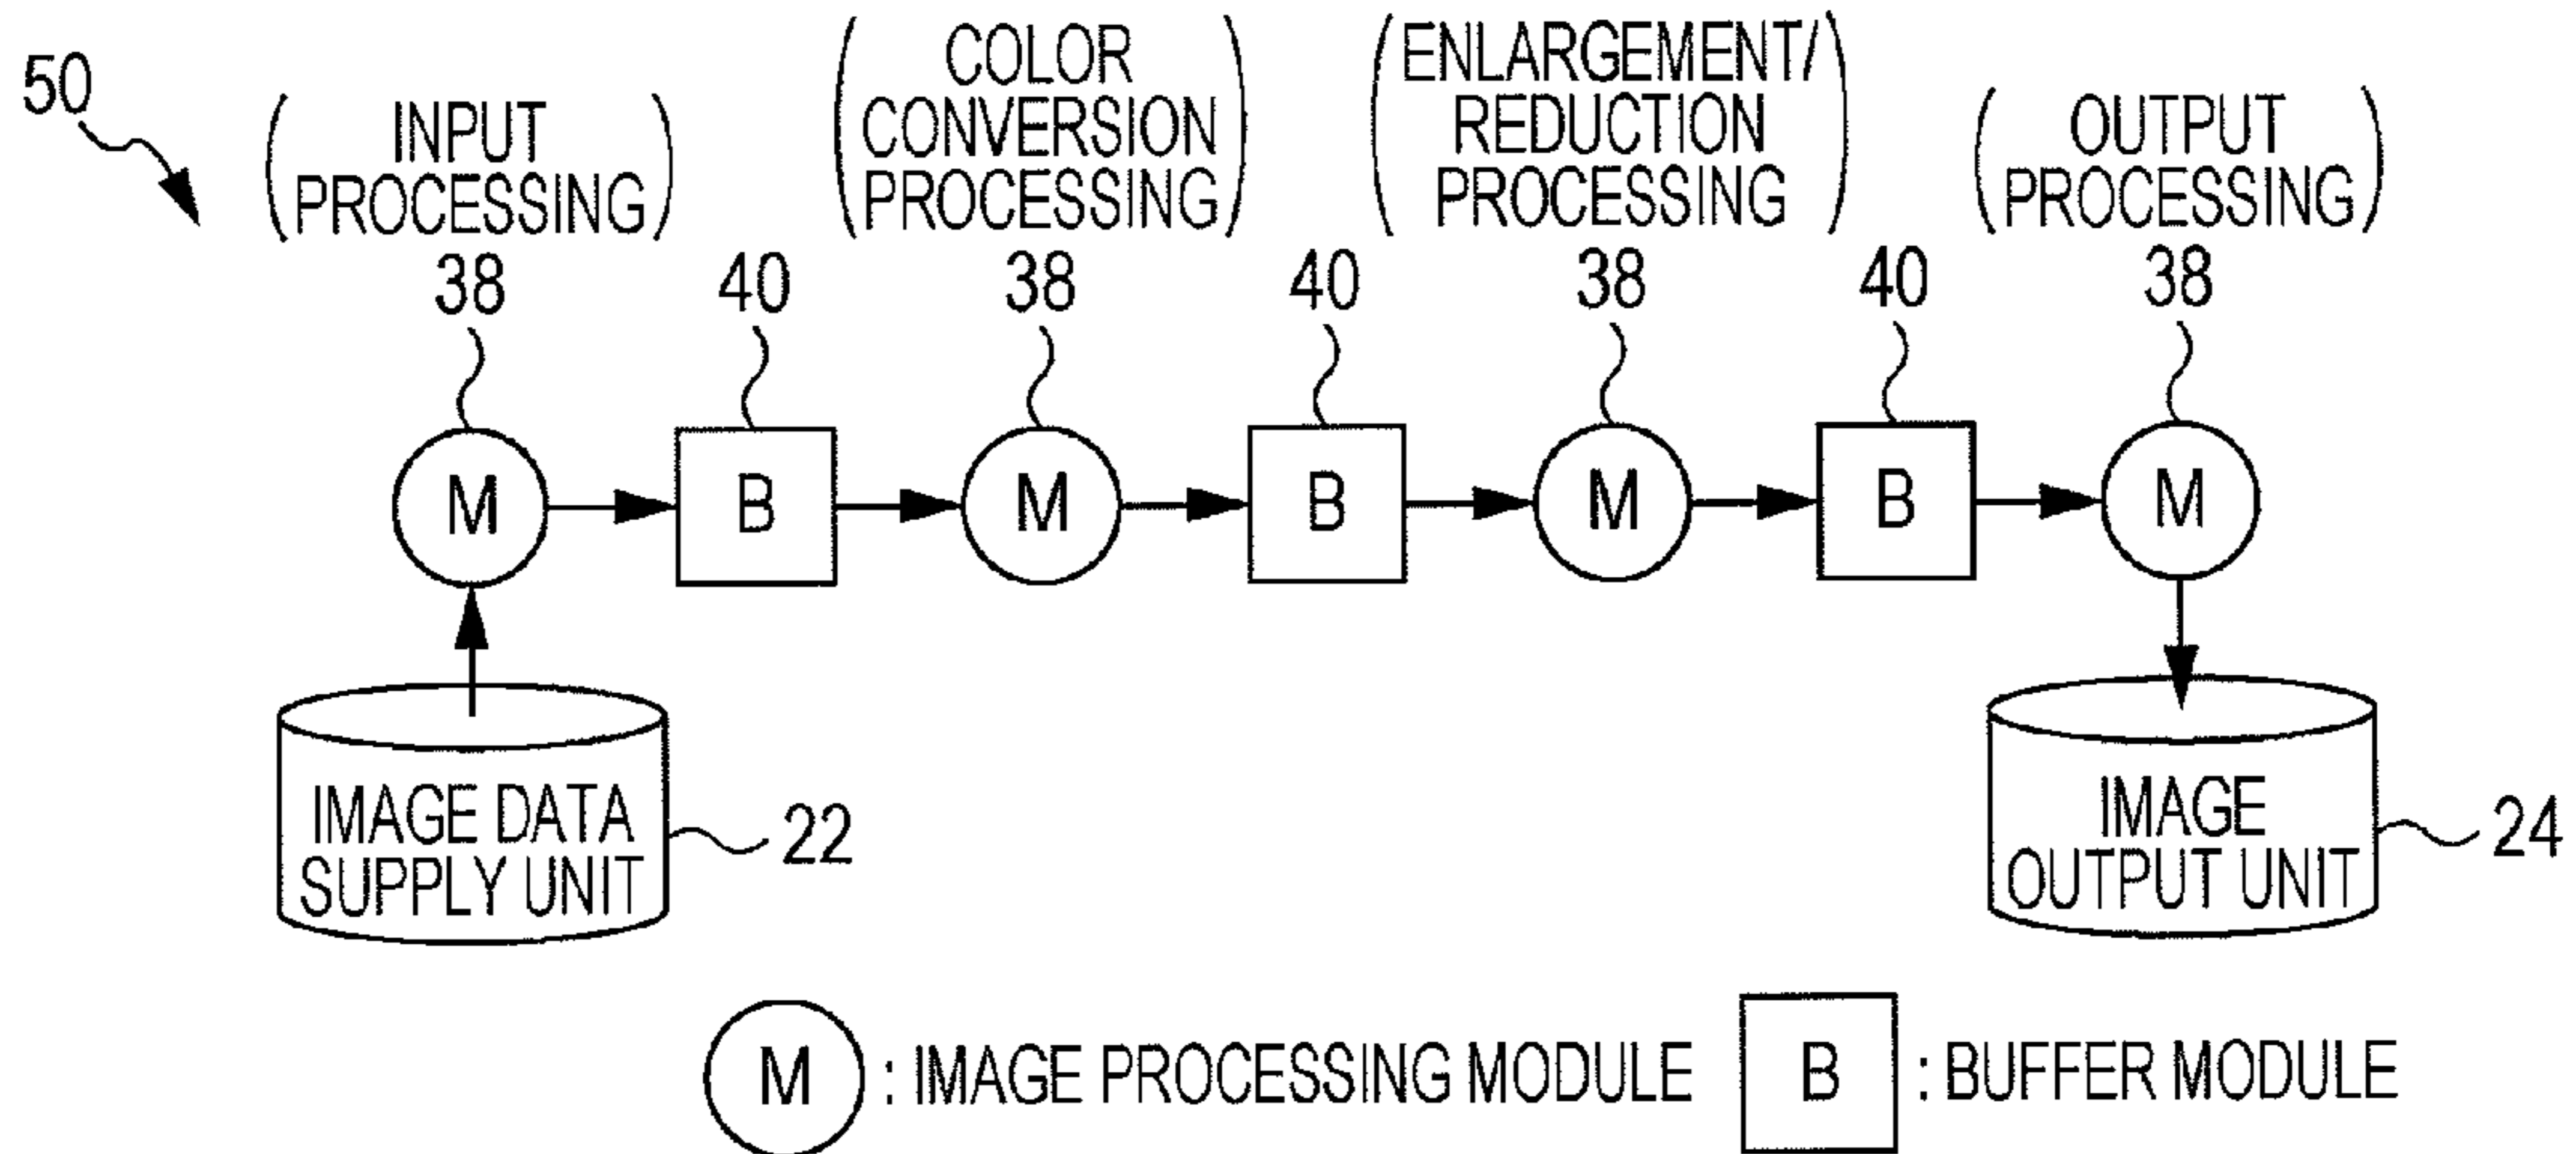 50
( INPUT PROCESSING )
( COLOR CONVERSION PROCESSING )
( ENLARGEMENT/ REDUCTION PROCESSING )
( OUTPUT PROCESSING )
38 40 38 40 38 40 38
M B M B M B M
IMAGE DATA
SUPPLY UNIT
22
IMAGE
OUTPUT UNIT
24
M : IMAGE PROCESSING MODULE B : BUFFER MODULE